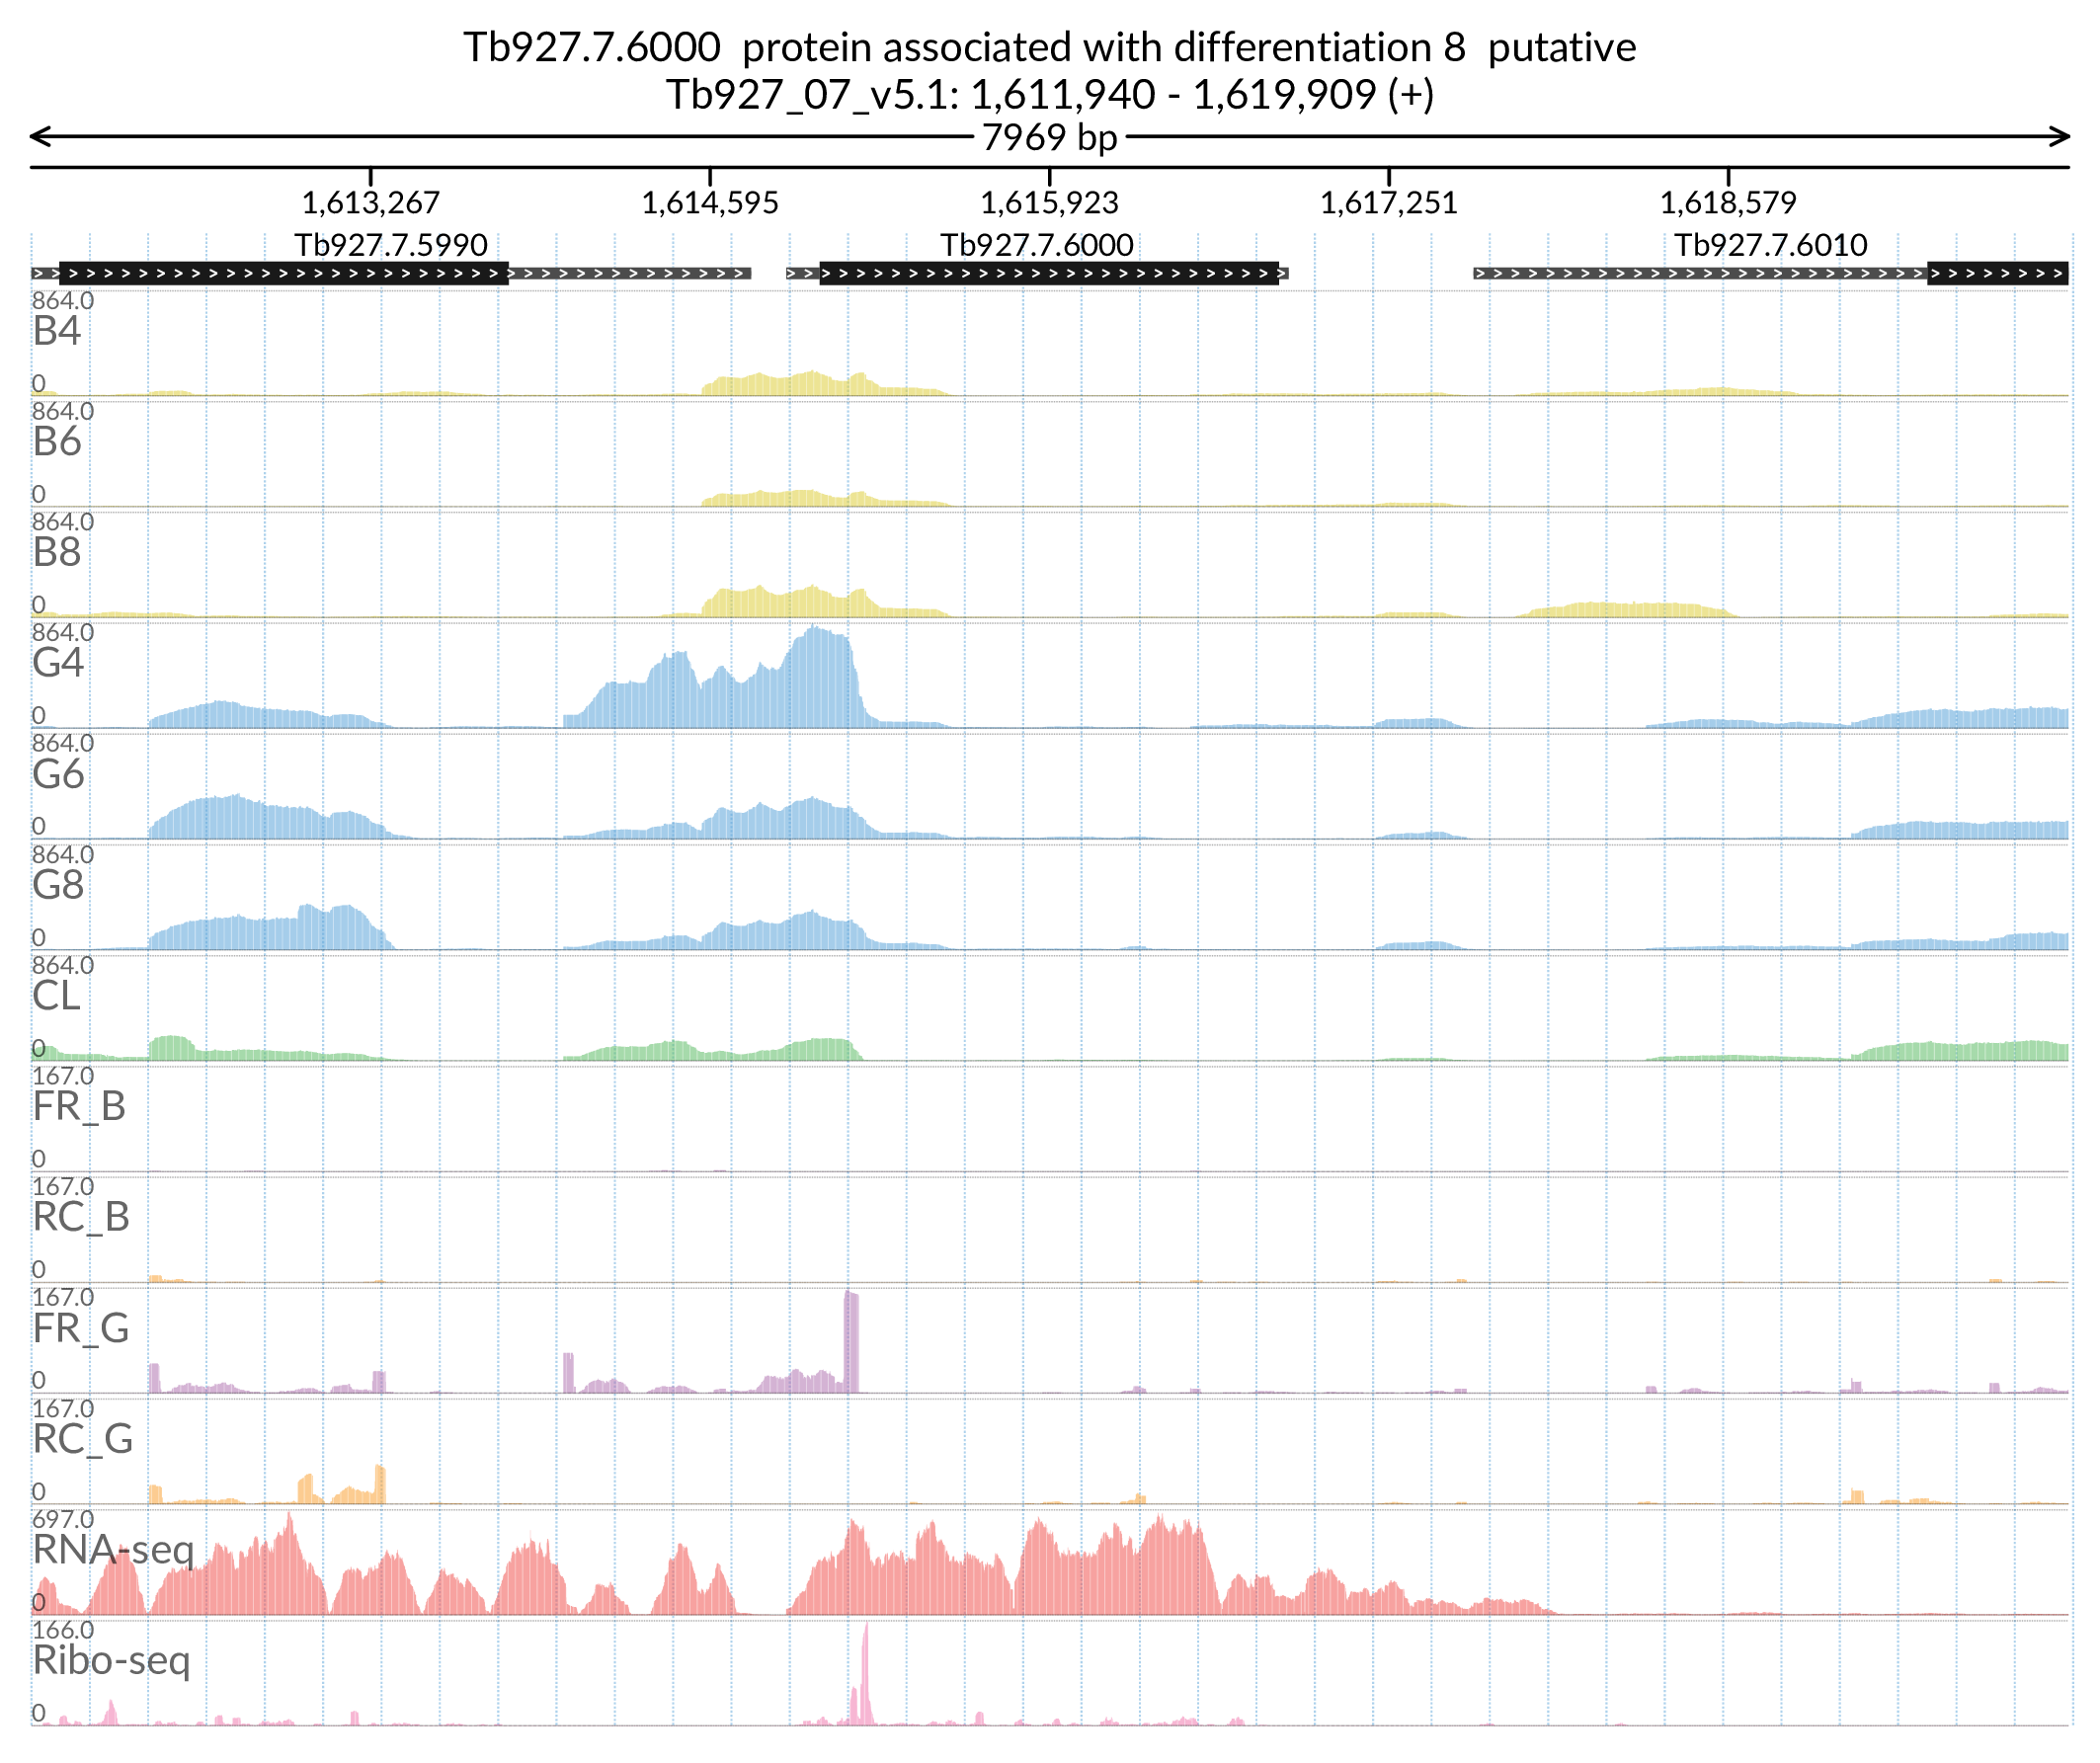 Tb927.7.6000  protein associated with differentiation 8  putative
Tb927_07_v5.1: 1,611,940 - 1,619,909 (+)
7969 bp
1,613,267 1,614,595 1,615,923 1,617,251 1,618,579
Tb927.7.5990 Tb927.7.6000 Tb927.7.6010
864.0
B4
0
864.0
B6
0
864.0
B8
0
864.0
G4
0
864.0
G6
0
864.0
G8
0
864.0
CL
0
167.0
FR_B
0
167.0
RC_B
0
167.0
FR_G
0
167.0
RC_G
0
697.0
RNA-seq
0
166.0
Ribo-seq
0